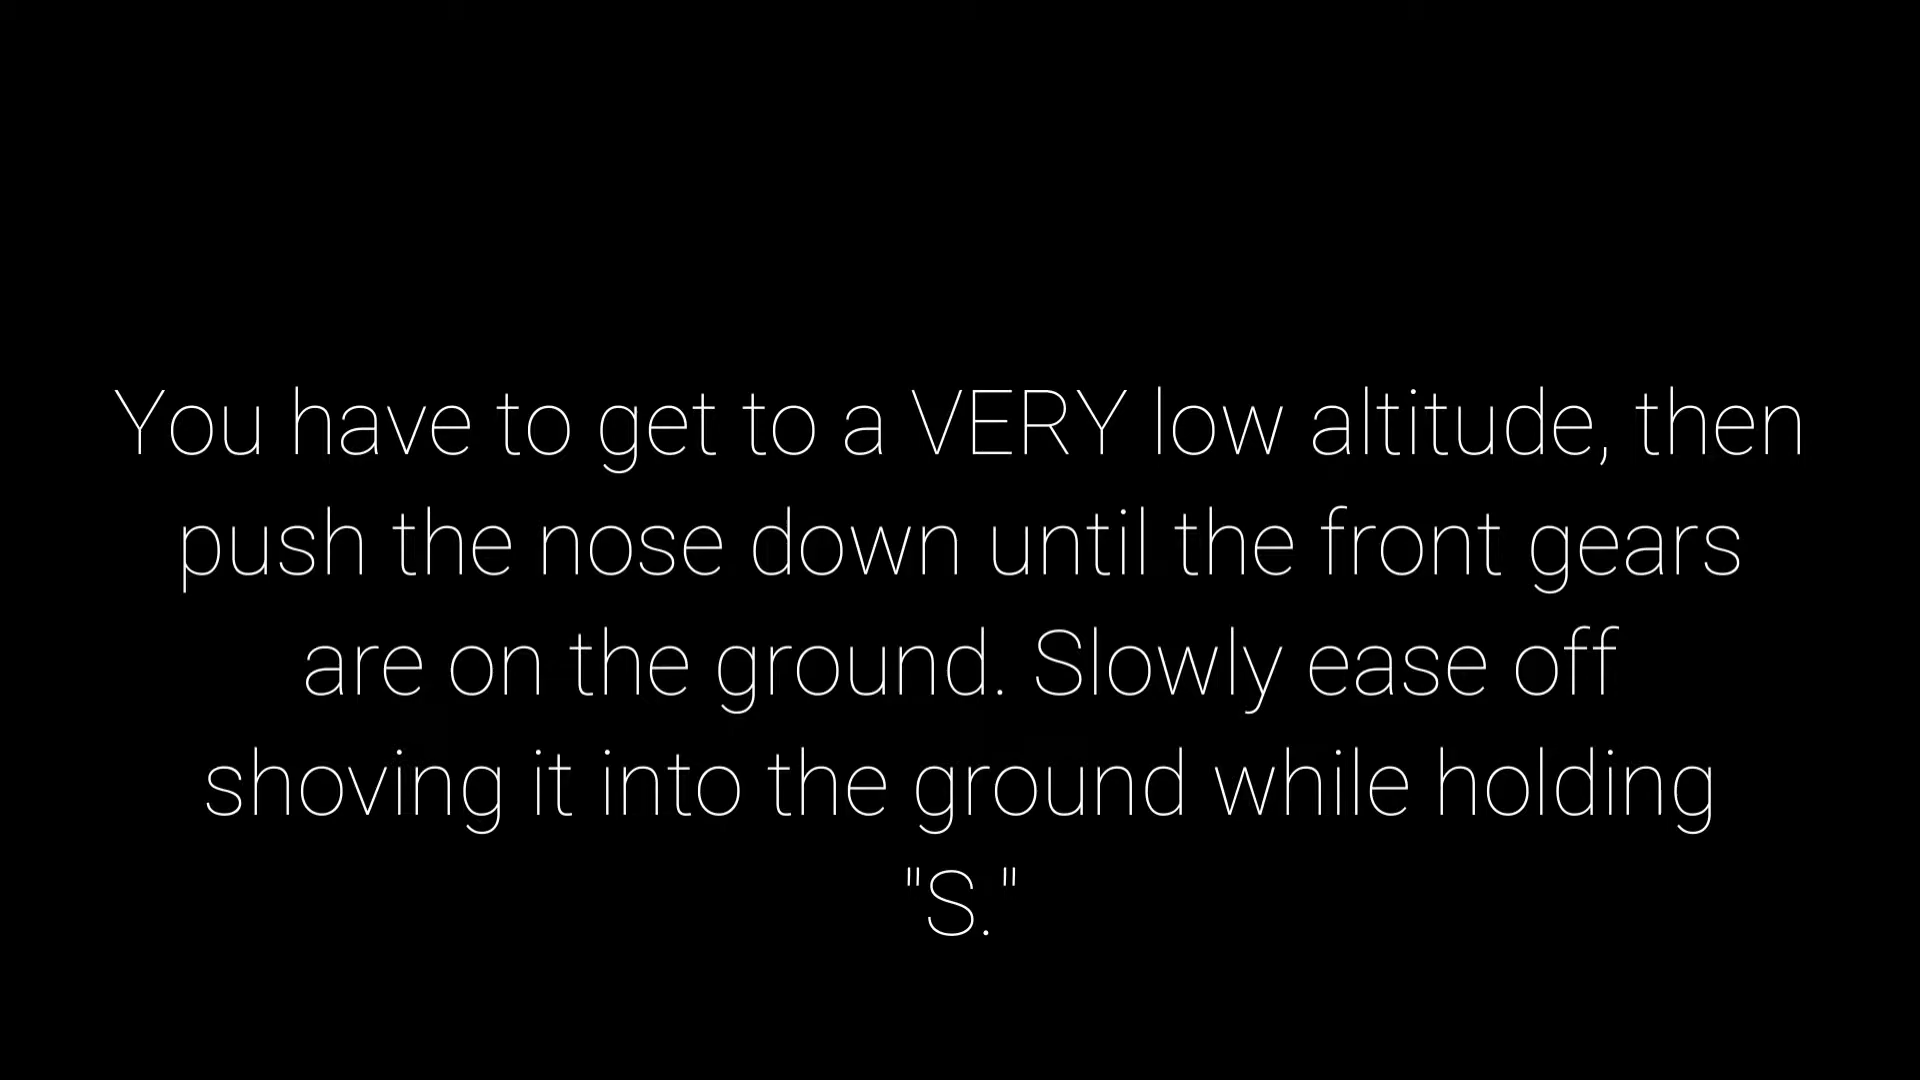 You have to get to a VERY low altitude, then
push the nose down until the front gears
are on the ground. Slowly ease off
shoving it into the ground while holding
"S."